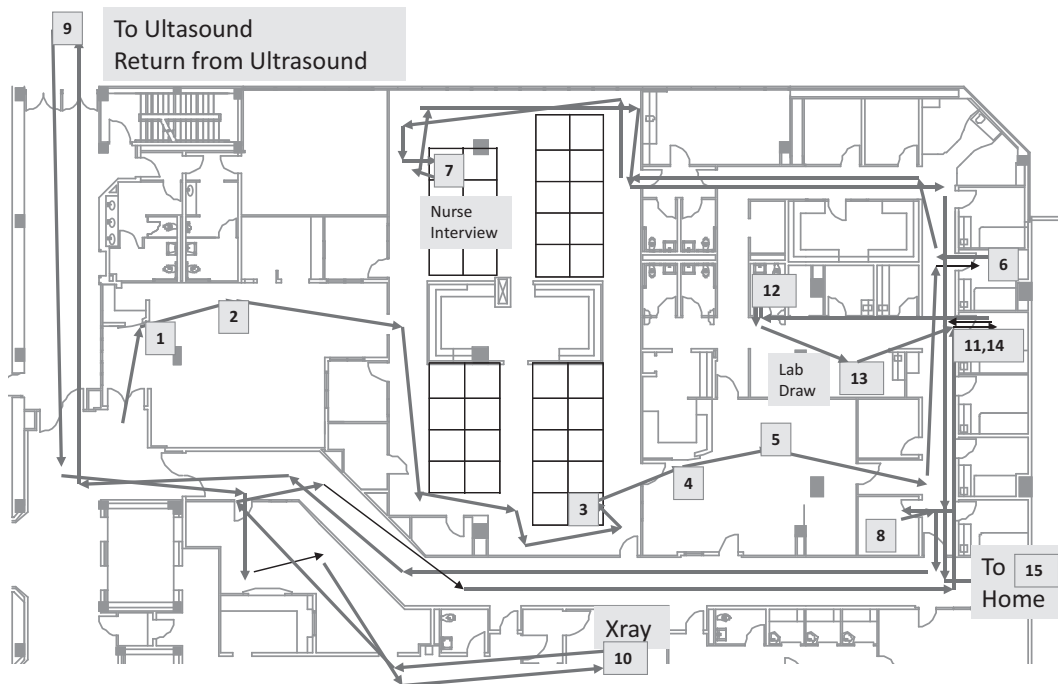 9
To Ultasound
Return from Ultrasound
7
Nurse
Interview
6
12
2
1
11,14
13
Lab
Draw
5
4
3
8
To 15
Home
Xray
10